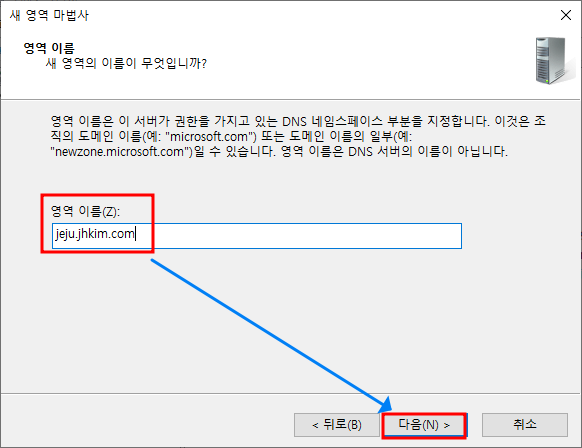 새 영역 마법사
영역 이름
새 영역의 이름이 무엇입니까?
영역 이름은 이 서버가 권한을 가지고 있는 DNS 네임스페이스 부분을 지정합니다. 이것은 조
직의 도메인 이름(예: "microsoft.com") 또는 도메인 이름의 일부(예:
"newzone.microsoft.com")일 수 있습니다. 영역 이름은 DNS 서버의 이름이 아닙니다.
영역 이름(Z):
jeju.jhkim.com
< 뒤로(B)
다음(N) >
취소